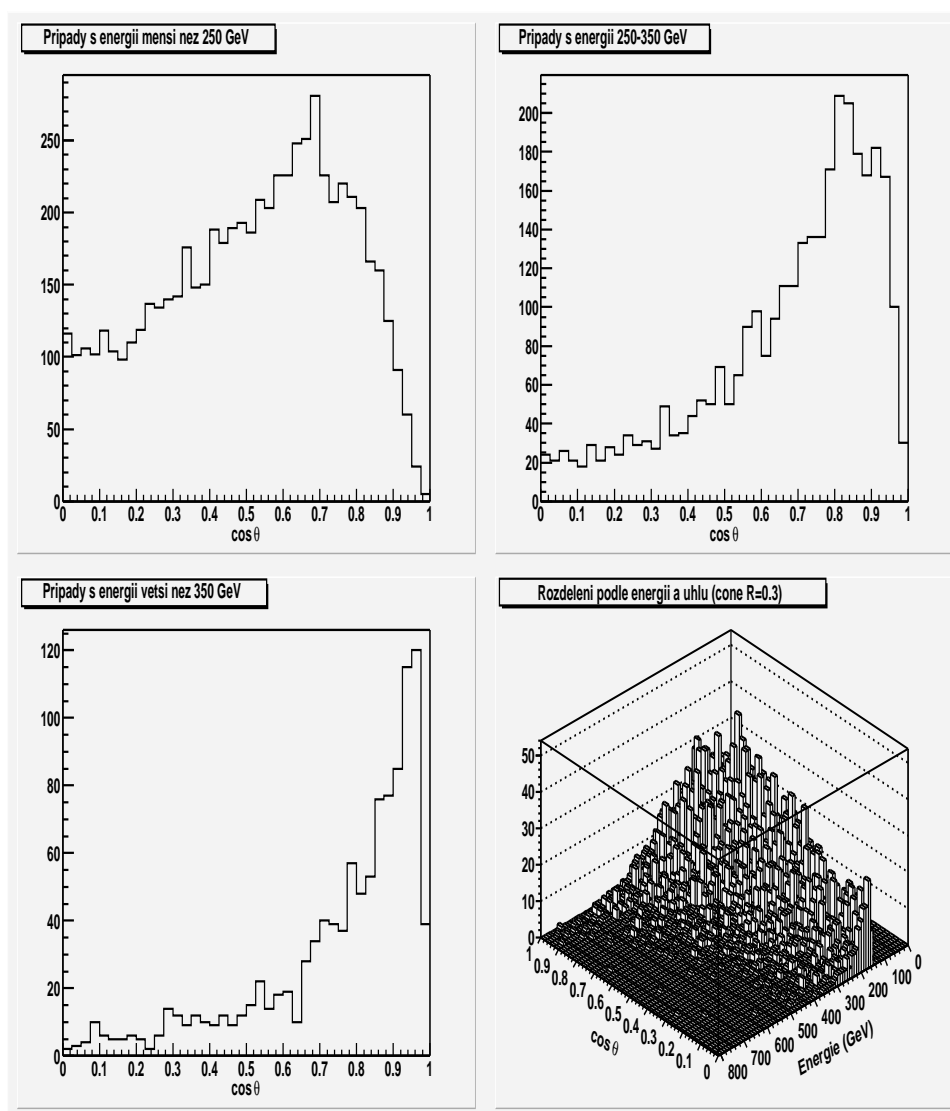 Pripady s energii mensi nez 250 GeV
250
200
150
100
50
0
0 0.1 0.2 0.3 0.4 0.5 0.6 0.7 0.8 0.9 1
cos θ
Pripady s energii 250-350 GeV
200
180
160
140
120
100
80
60
40
20
0
0 0.1 0.2 0.3 0.4 0.5 0.6 0.7 0.8 0.9 1
cos θ
Pripady s energii vetsi nez 350 GeV
120
100
80
60
40
20
0
0 0.1 0.2 0.3 0.4 0.5 0.6 0.7 0.8 0.9 1
cos θ
Rozdeleni podle energii a uhlu (cone R=0.3)
50
40
30
20
10
0
1 0.9 0.8 0.7 0.6 0.5 0.4 0.3 0.2 0.1 0
cos θ
800 700 600 500 400 300 200 100 0
Energie (GeV)